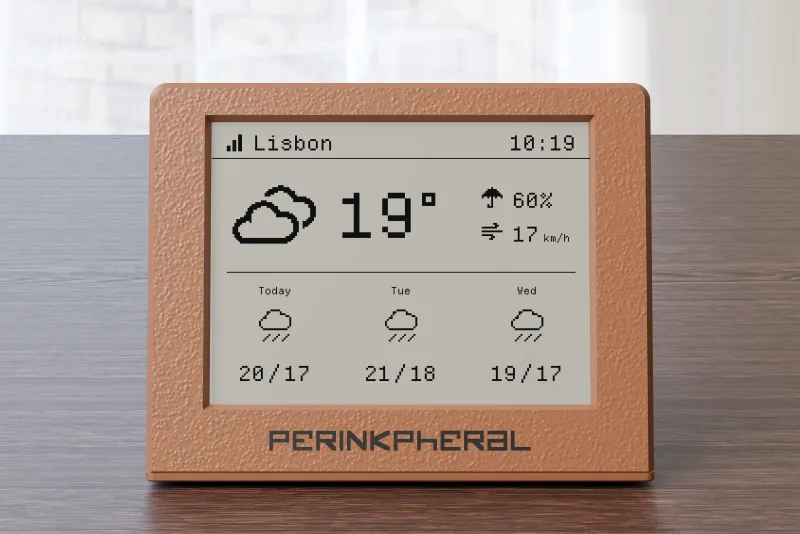 Lisbon 10:19
19° 60%
17 km/h
Today Tue Wed
20/17 21/18 19/17
PERINKPHERAL